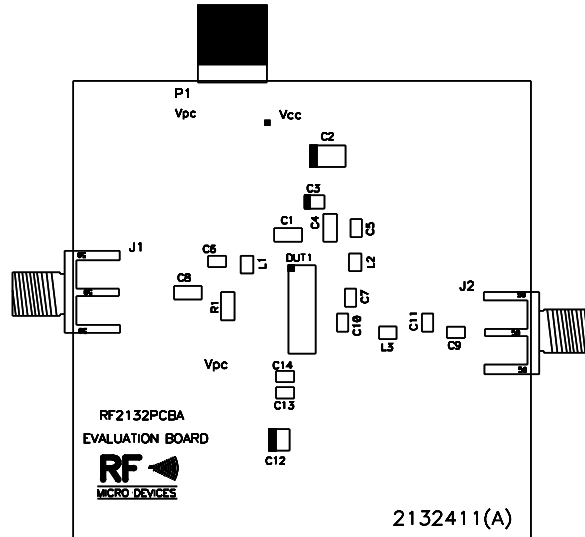 P1
Vpc
Vcc
C2
C3
C1
C4
C5
J1
C6
L1
DUT1
L2
C8
R1
C7
J2
C10
C11
L3
C9
Vpc
C14
C13
RF2132PCBA
EVALUATION BOARD
C12
RF
MICRO DEVICES
2132411(A)